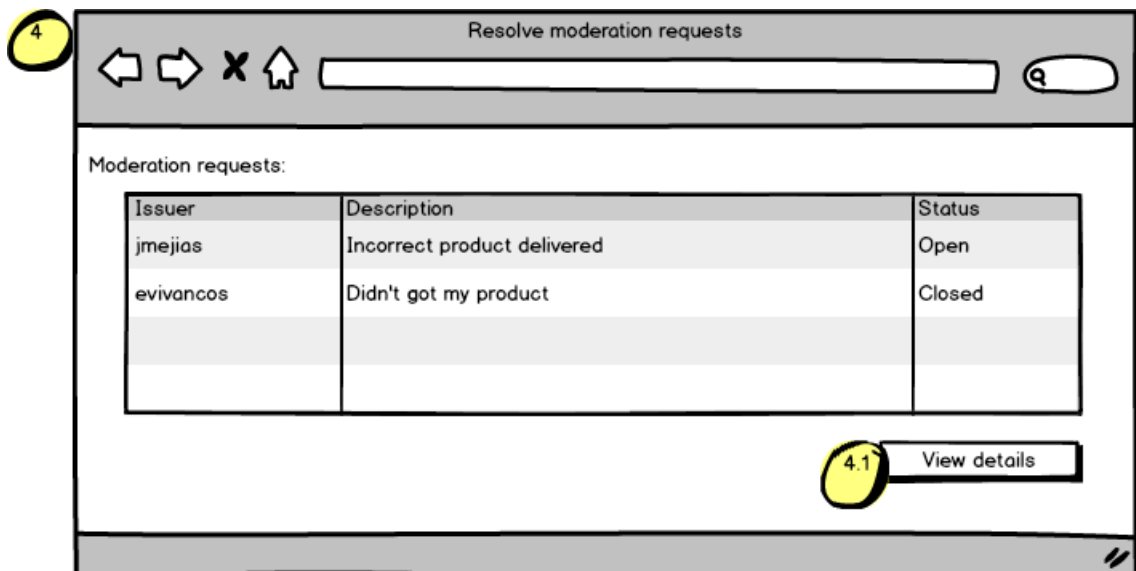 4
Resolve moderation requests
Moderation requests:
Issuer Description Status
jmejias Incorrect product delivered Open
evivancos Didn't got my product Closed
4.1 View details